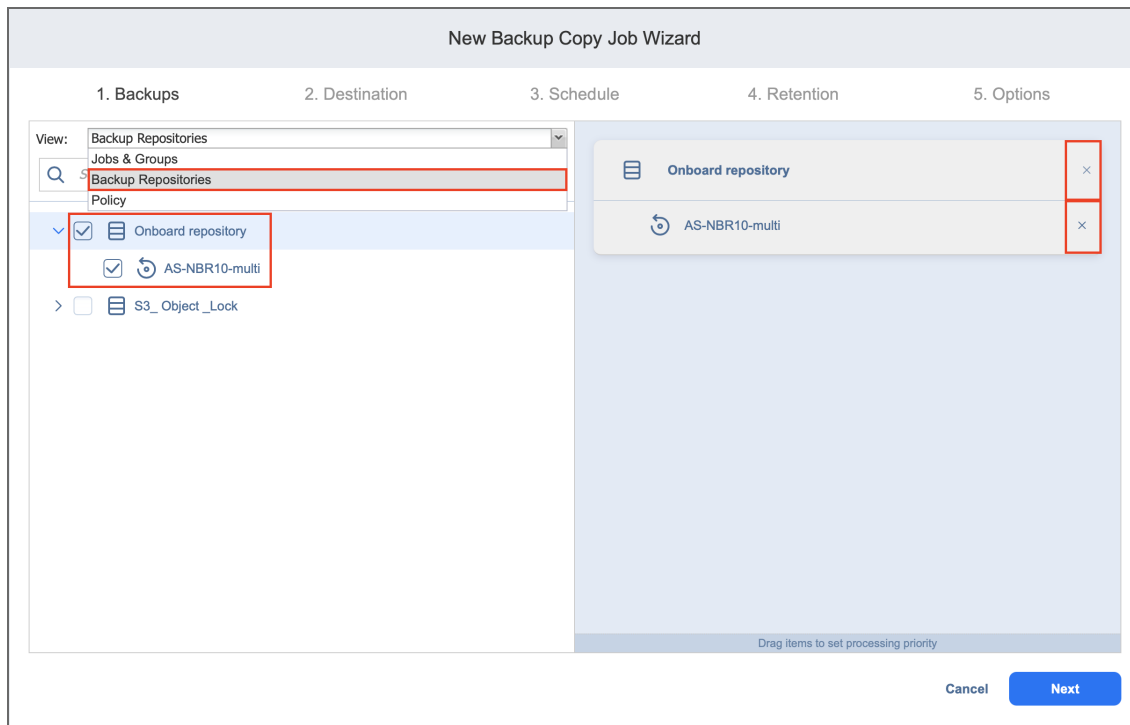 New Backup Copy Job Wizard
1. Backups 2. Destination 3. Schedule 4. Retention 5. Options
View: Backup Repositories
Jobs & Groups
Backup Repositories
Policy
Onboard repository
AS-NBR10-multi
S3_ Object _Lock
Onboard repository
AS-NBR10-multi
Drag items to set processing priority
Cancel Next